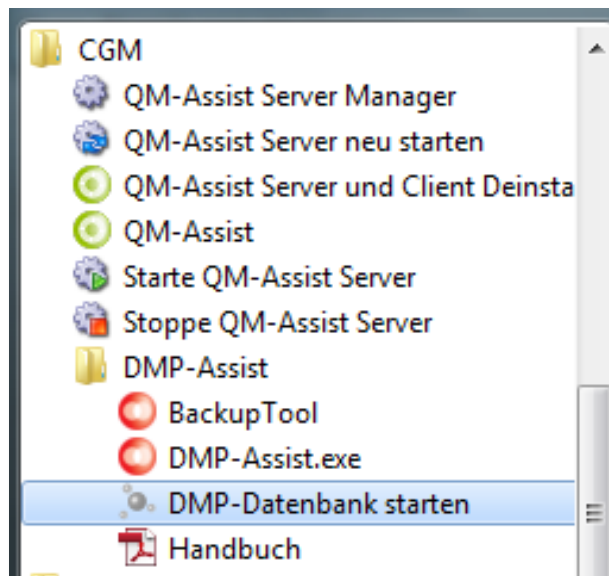 CGM
QM-Assist Server Manager
QM-Assist Server neu starten
QM-Assist Server und Client Deinsta
QM-Assist
Starte QM-Assist Server
Stoppe QM-Assist Server
DMP-Assist
BackupTool
DMP-Assist.exe
DMP-Datenbank starten
Handbuch